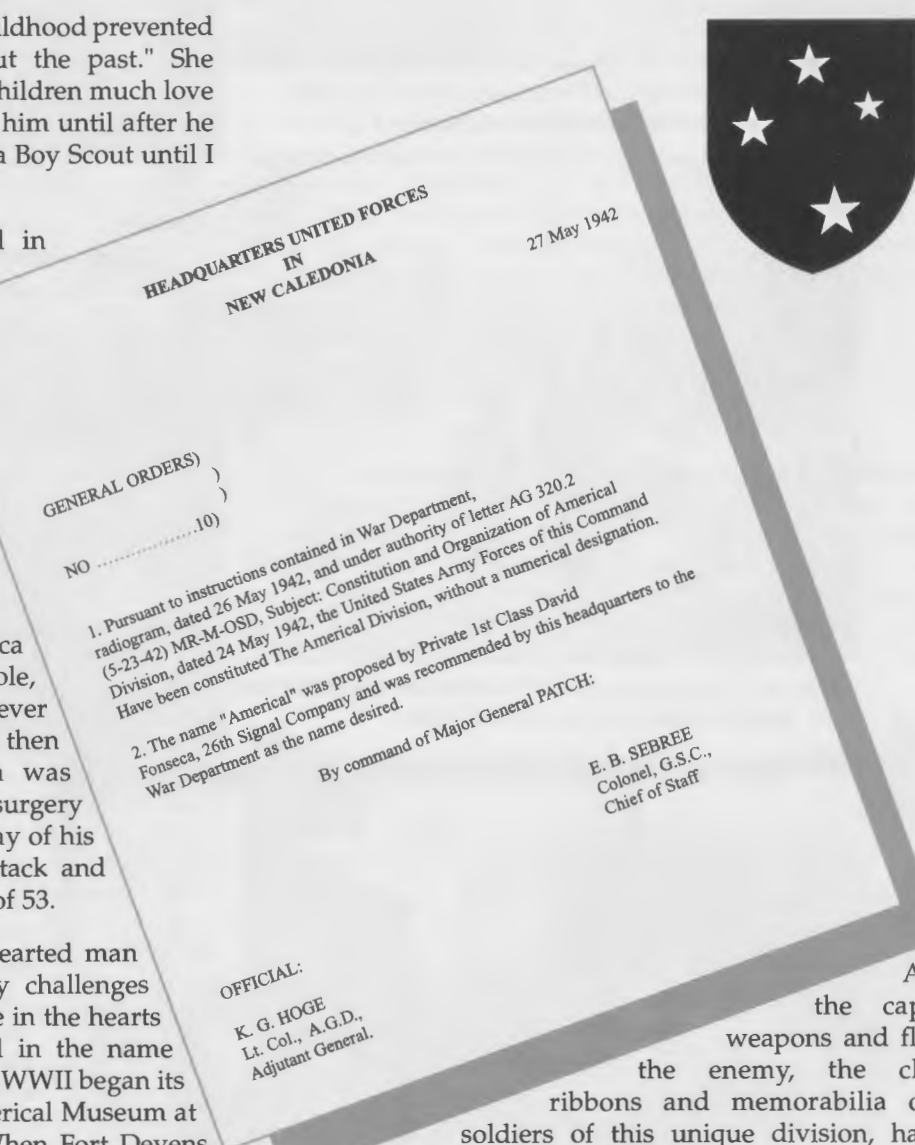 ildhood prevented
ut the past." She
hildren much love
him until after he
a Boy Scout until I
d in
HEADQUARTERS UNITED FORCES
IN
NEW CALEDONIA
27 May 1942
GENERAL ORDERS)
)
)
NO ...................10)
1. Pursuant to instructions contained in War Department,
radiogram, dated 26 May 1942, and under authority of letter AG 320.2
(5-23-42) MR-M-OSD, Subject: Constitution and Organization of Americal
Division, dated 24 May 1942, the United States Army Forces of this Command
Have been constituted The Americal Division, without a numerical designation.
2. The name "Americal" was proposed by Private 1st Class David
Fonseca, 26th Signal Company and was recommended by this headquarters to the
War Department as the name desired.
By command of Major General PATCH:
E. B. SEBREE
Colonel, G.S.C.,
Chief of Staff
OFFICIAL:
K. G. HOGE
Lt. Col., A.G.D.,
Adjutant General.
ca
ole,
ever
then
was
surgery
ay of his
tack and
of 53.
earted man
y challenges
e in the hearts
d in the name
WWII began its
erical Museum at
When Fort Devens
A
the cap
weapons and fl
the enemy, the cl
ribbons and memorabilia o
soldiers of this unique division, ha